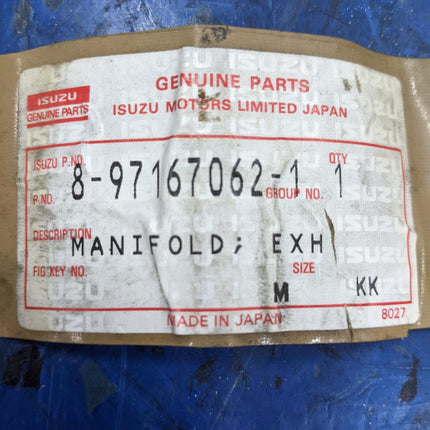 ISUZU
GENUINE PARTS
GENUINE PARTS
ISUZU MOTORS LIMITED JAPAN
ISUZU P.NO.
P.NO. 8-97167062-1 GROUP NO. QTY 1
DESCRIPTION
MANIFOLD; EXH
FIG KEY NO. SIZE
M KK
MADE IN JAPAN 8027